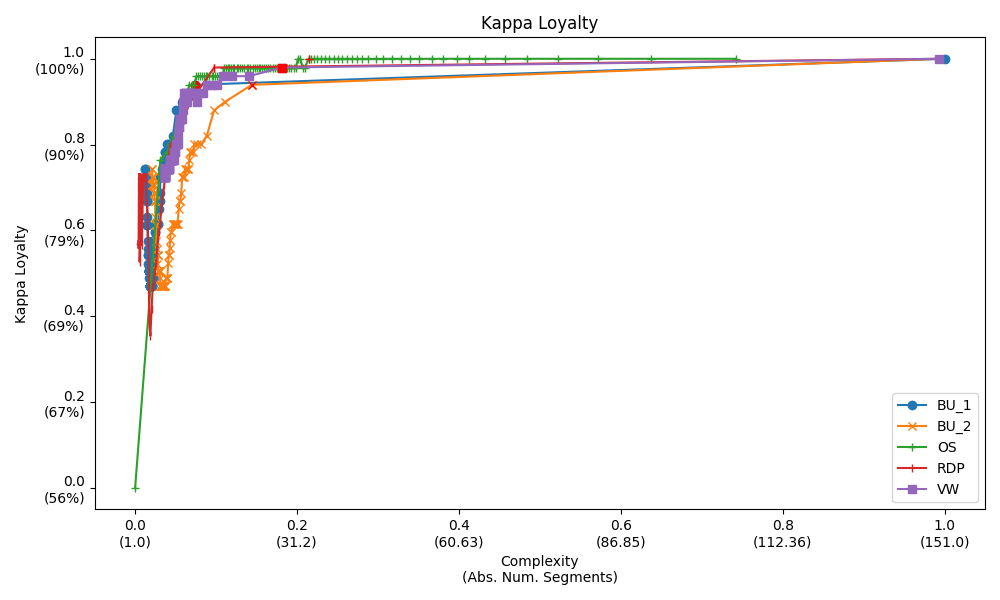 Kappa Loyalty
1.0
(100%)
0.8
(90%)
0.6
(79%)
0.4
(69%)
0.2
(67%)
0.0
(56%)
Kappa Loyalty
BU_1
BU_2
OS
RDP
VW
0.0 0.2 0.4 0.6 0.8 1.0
(1.0) (31.2) (60.63) (86.85) (112.36) (151.0)
Complexity
(Abs. Num. Segments)